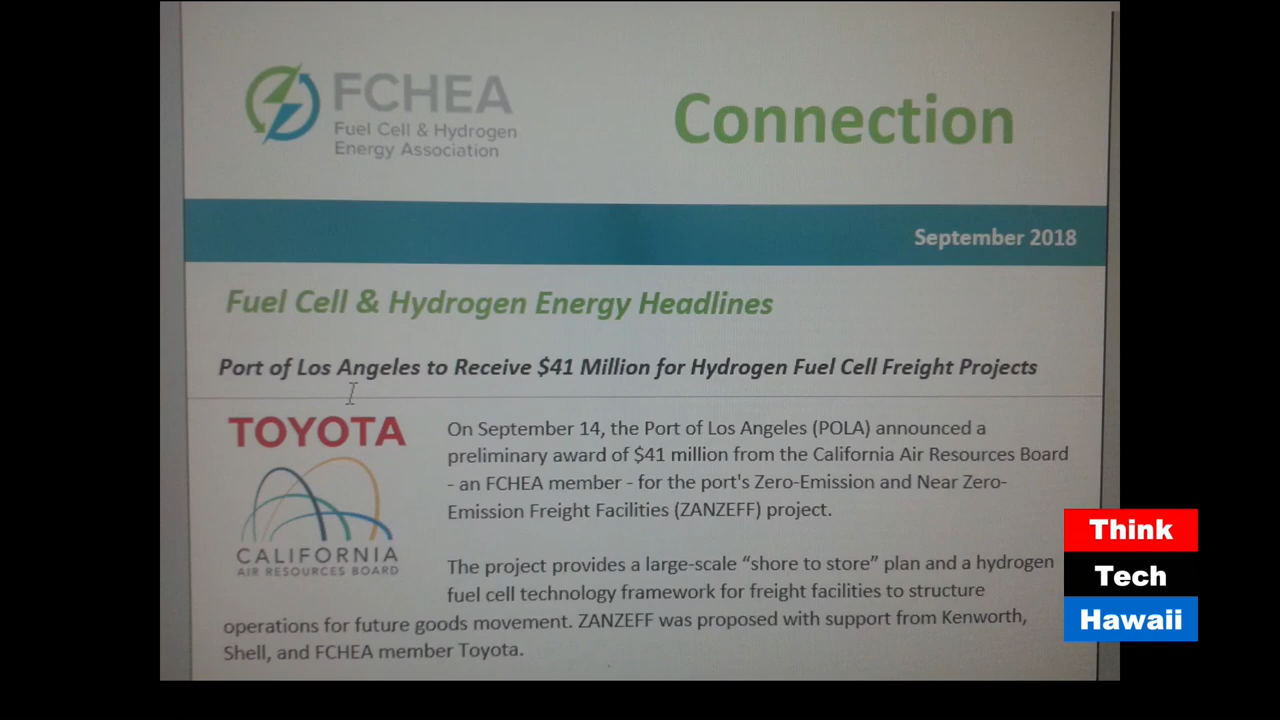 FCHEA
Fuel Cell & Hydrogen
Energy Association
Connection
September 2018
Fuel Cell & Hydrogen Energy Headlines
Port of Los Angeles to Receive $41 Million for Hydrogen Fuel Cell Freight Projects
TOYOTA
CALIFORNIA
AIR RESOURCES BOARD
On September 14, the Port of Los Angeles (POLA) announced a
preliminary award of $41 million from the California Air Resources Board
- an FCHEA member - for the port's Zero-Emission and Near Zero-
Emission Freight Facilities (ZANZEFF) project.
The project provides a large-scale “shore to store” plan and a hydrogen
fuel cell technology framework for freight facilities to structure
operations for future goods movement. ZANZEFF was proposed with support from Kenworth,
Shell, and FCHEA member Toyota.
Think
Tech
Hawaii